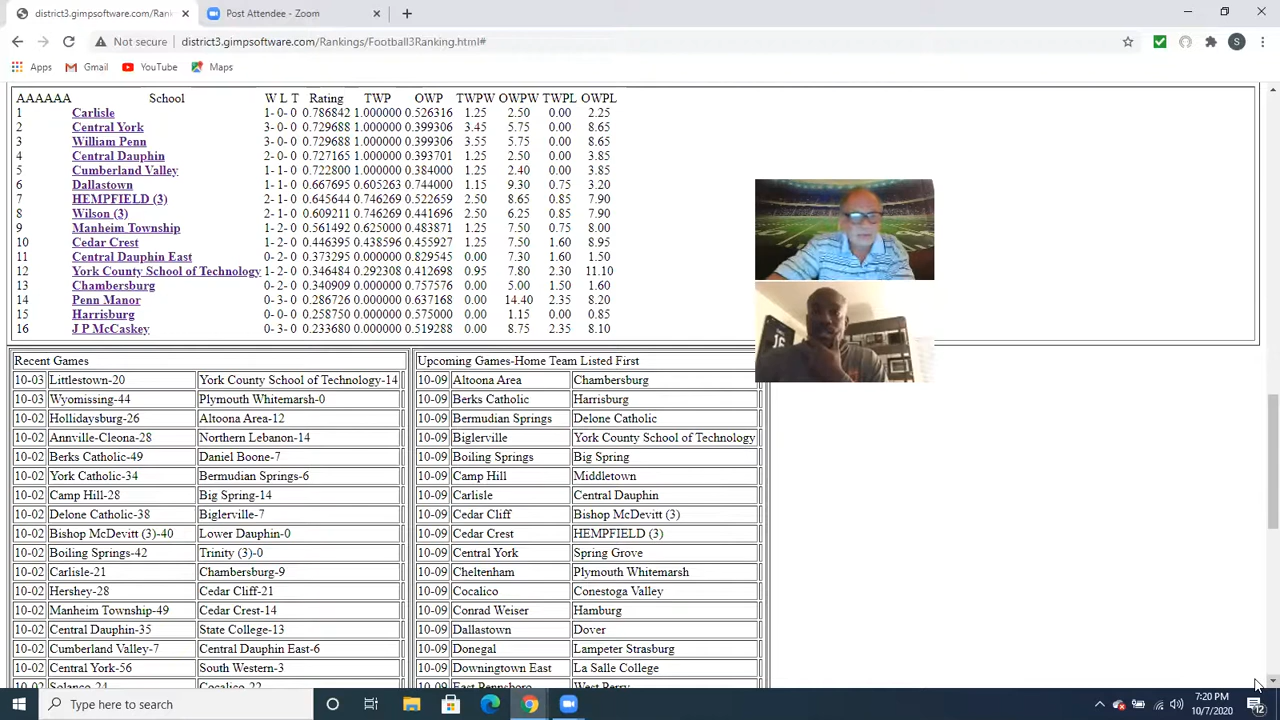 district3.gimpsoftware.com/Rank
Post Attendee - Zoom
Not secure district3.gimpsoftware.com/Rankings/Football3Ranking.html#
S
Apps Gmail YouTube Maps
AAAAAA School W L T Rating TWP OWP TWPW OWPW TWPL OWPL
1 Carlisle 1- 0- 0 0.786842 1.000000 0.526316 1.25 2.50 0.00 2.25
2 Central York 3- 0- 0 0.729688 1.000000 0.399306 3.45 5.75 0.00 8.65
3 William Penn 3- 0- 0 0.729688 1.000000 0.399306 3.55 5.75 0.00 8.65
4 Central Dauphin 2- 0- 0 0.727165 1.000000 0.393701 1.25 2.50 0.00 3.85
5 Cumberland Valley 1- 1- 0 0.722800 1.000000 0.384000 1.25 2.40 0.00 3.85
6 Dallastown 1- 1- 0 0.667695 0.605263 0.744000 1.15 9.30 0.75 3.20
7 HEMPFIELD (3) 2- 1- 0 0.645644 0.746269 0.522659 2.50 8.65 0.85 7.90
8 Wilson (3) 2- 1- 0 0.609211 0.746269 0.441696 2.50 6.25 0.85 7.90
9 Manheim Township 1- 2- 0 0.561492 0.625000 0.483871 1.25 7.50 0.75 8.00
10 Cedar Crest 1- 2- 0 0.446395 0.438596 0.455927 1.25 7.50 1.60 8.95
11 Central Dauphin East 0- 2- 0 0.373295 0.000000 0.829545 0.00 7.30 1.60 1.50
12 York County School of Technology 1- 2- 0 0.346484 0.292308 0.412698 0.95 7.80 2.30 11.10
13 Chambersburg 0- 2- 0 0.340909 0.000000 0.757576 0.00 5.00 1.50 1.60
14 Penn Manor 0- 3- 0 0.286726 0.000000 0.637168 0.00 14.40 2.35 8.20
15 Harrisburg 0- 1- 0 0.258750 0.000000 0.575000 0.00 1.15 0.00 0.85
16 J P McCaskey 0- 3- 0 0.233680 0.000000 0.519288 0.00 8.75 2.35 8.10
Recent Games Upcoming Games-Home Team Listed First
10-03 Littlestown-20 York County School of Technology-14 10-09 Altoona Area Chambersburg
10-03 Wyomissing-44 Plymouth Whitemarsh-0 10-09 Berks Catholic Harrisburg
10-02 Hollidaysburg-26 Altoona Area-12 10-09 Bermudian Springs Delone Catholic
10-02 Annville-Cleona-28 Northern Lebanon-14 10-09 Biglerville York County School of Technology
10-02 Berks Catholic-49 Daniel Boone-7 10-09 Boiling Springs Big Spring
10-02 York Catholic-34 Bermudian Springs-6 10-09 Camp Hill Middletown
10-02 Camp Hill-28 Big Spring-14 10-09 Carlisle Central Dauphin
10-02 Delone Catholic-38 Biglerville-7 10-09 Cedar Cliff Bishop McDevitt (3)
10-02 Bishop McDevitt (3)-40 Lower Dauphin-0 10-09 Cedar Crest HEMPFIELD (3)
10-02 Boiling Springs-42 Trinity (3)-0 10-09 Central York Spring Grove
10-02 Carlisle-21 Chambersburg-9 10-09 Cheltenham Plymouth Whitemarsh
10-02 Hershey-28 Cedar Cliff-21 10-09 Cocalico Conestoga Valley
10-02 Manheim Township-49 Cedar Crest-14 10-09 Conrad Weiser Hamburg
10-02 Central Dauphin-35 State College-13 10-09 Dallastown Dover
10-02 Cumberland Valley-7 Central Dauphin East-6 10-09 Donegal Lampeter Strasburg
10-02 Central York-56 South Western-3 10-09 Downingtown East La Salle College
10-02 Solanco-24 Cocalico-22 10-09 East Pennsboro West Perry
Type here to search
7:20 PM
10/7/2020
12